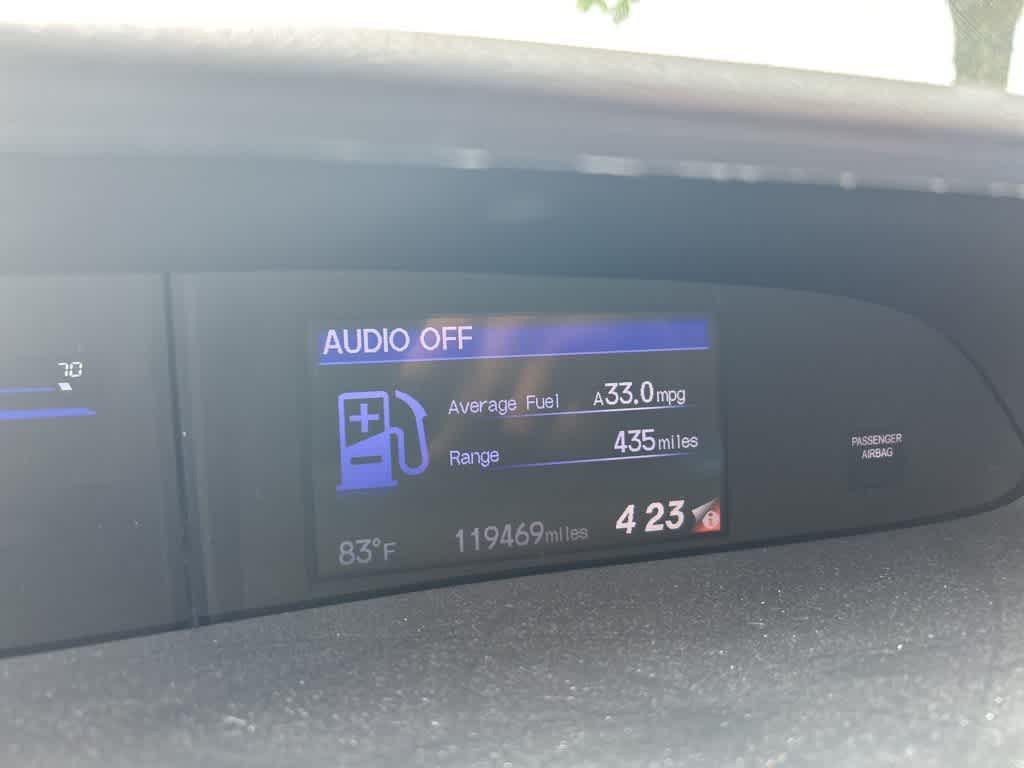 70
AUDIO OFF
Average Fuel A33.0mpg
Range 435miles
83°F 119469miles 4 23
PASSENGER
AIRBAG